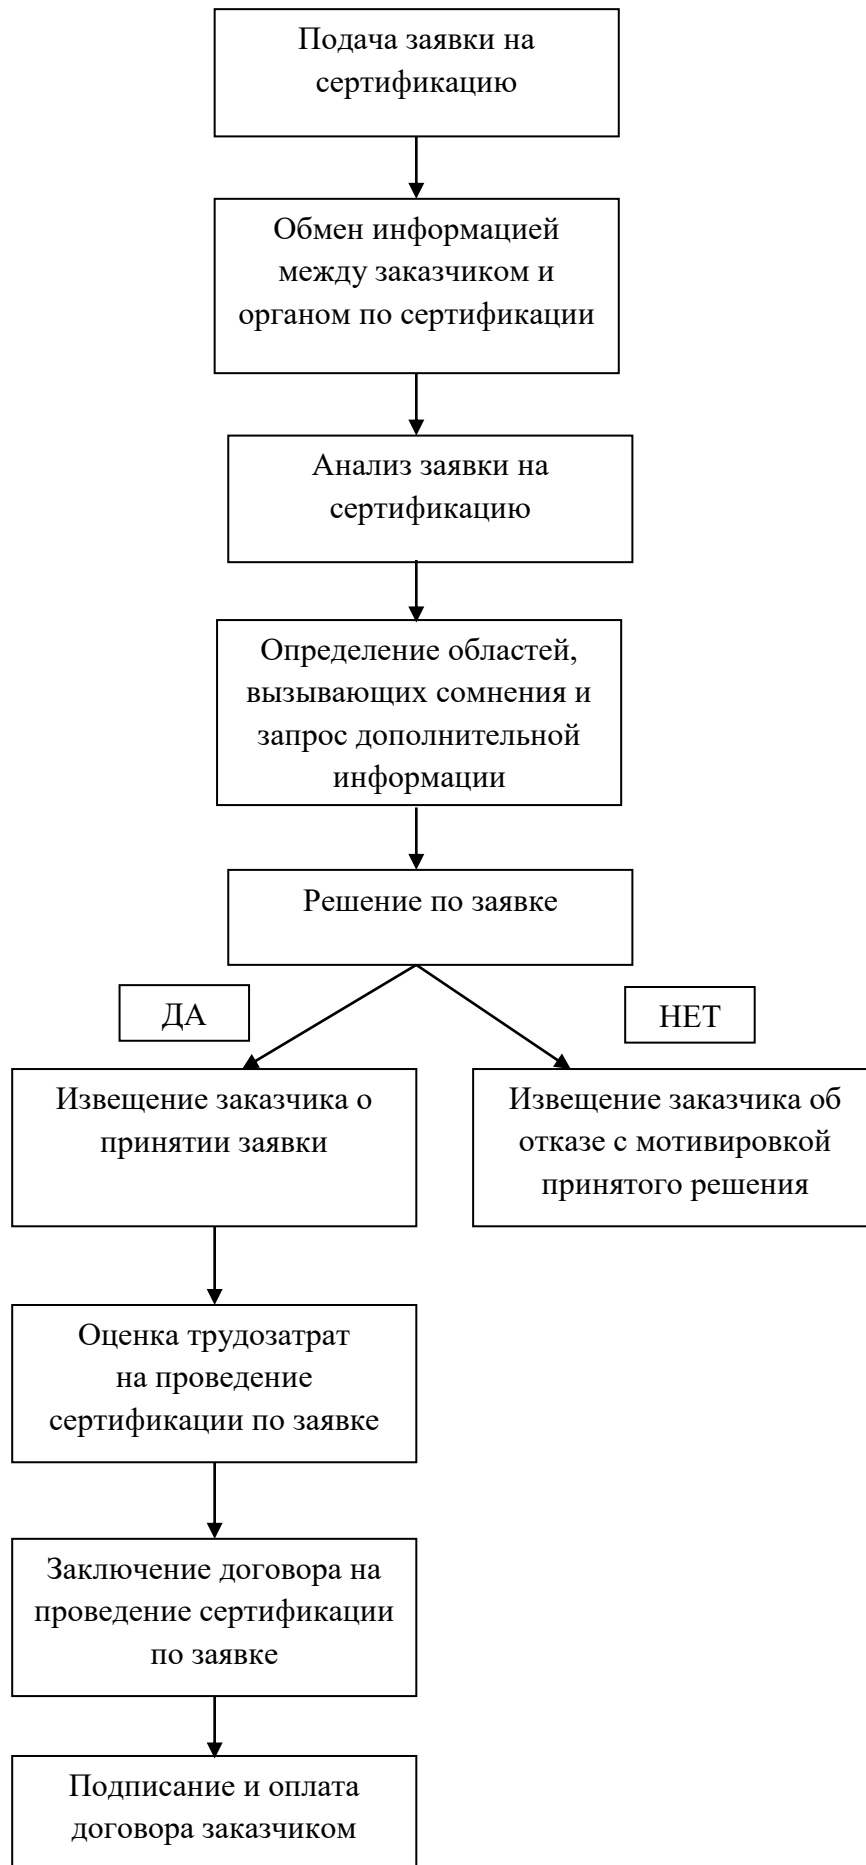 Подача заявки на
сертификацию
Обмен информацией
между заказчиком и
органом по сертификации
Анализ заявки на
сертификацию
Определение областей,
вызывающих сомнения и
запрос дополнительной
информации
Решение по заявке
ДА
НЕТ
Извещение заказчика о
принятии заявки
Извещение заказчика об
отказе с мотивировкой
принятого решения
Оценка трудозатрат
на проведение
сертификации по заявке
Заключение договора на
проведение сертификации
по заявке
Подписание и оплата
договора заказчиком